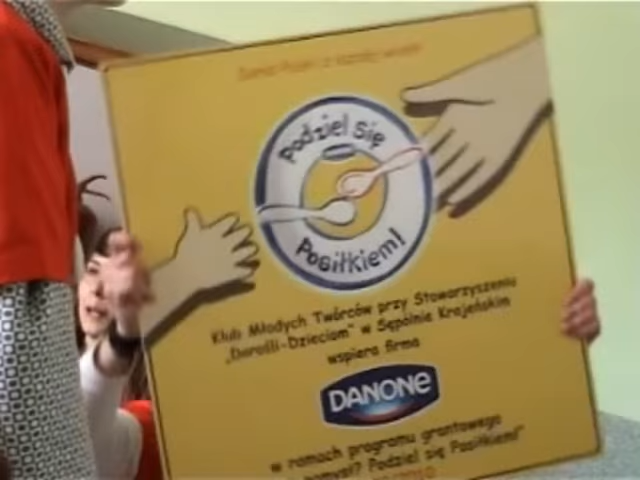 Podziel Się
Posiłkiem!
Klub Młodych Twórców przy Stowarzyszeniu
„Dorośli-Dzieciom" w Sępólnie Krajeńskim
wspiera firma
DANONE
w ramach programu grantowego
pomysł? Podziel się Posiłkiem!"